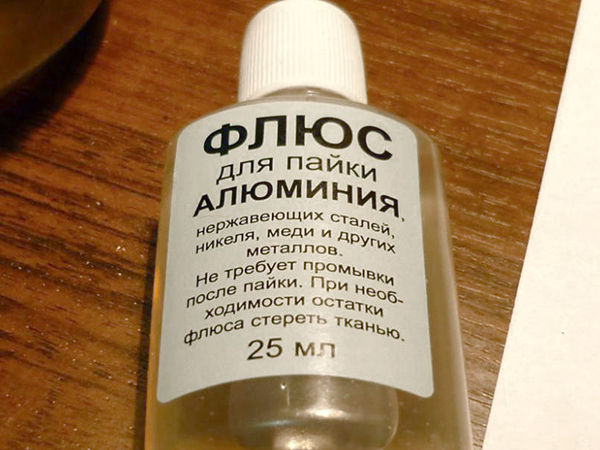 ФЛЮС
для пайки
АЛЮМИНИЯ,
нержавеющих сталей,
никеля, меди и других
металлов.
Не требует промывки
после пайки. При необ-
ходимости остатки
флюса стереть тканью.
25 мл